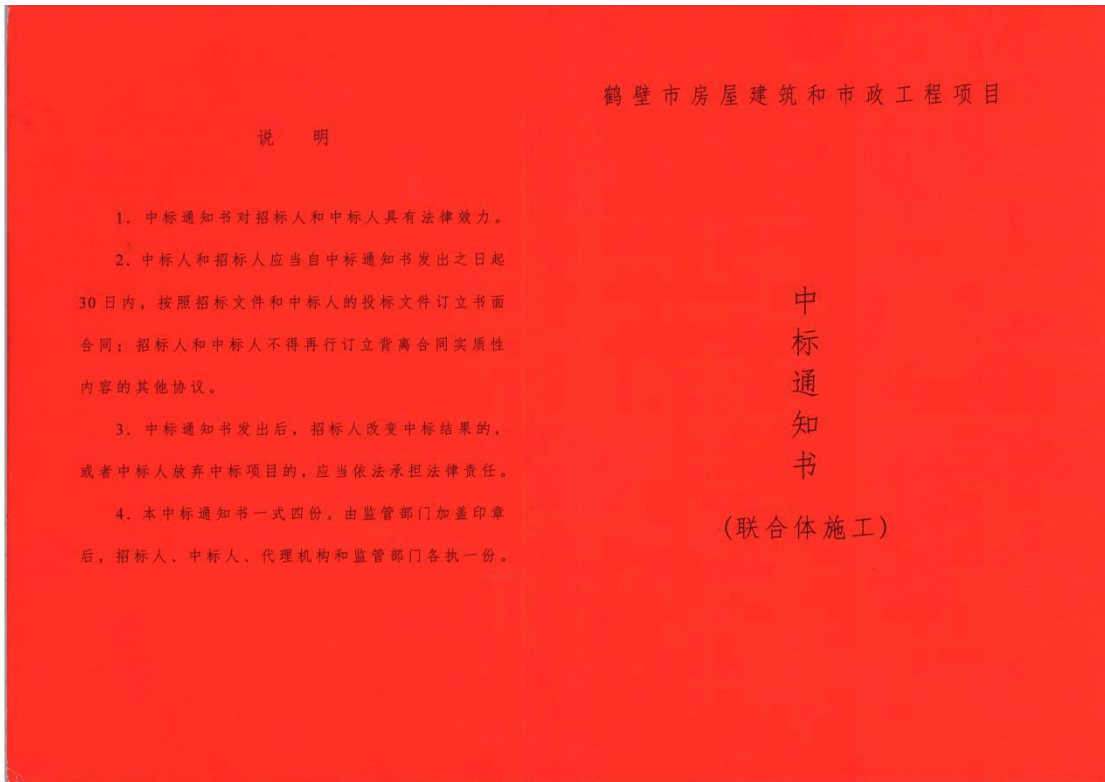 说 明
1. 中标通知书对招标人和中标人具有法律效力。
2. 中标人和招标人应当自中标通知书发出之日起
30 日内，按照招标文件和中标人的投标文件订立书面
合同；招标人和中标人不得再行订立背离合同实质性
内容的其他协议。
3. 中标通知书发出后，招标人改变中标结果的，
或者中标人放弃中标项目的，应当依法承担法律责任。
4. 本中标通知书一式四份，由监管部门加盖印章
后，招标人、中标人、代理机构和监管部门各执一份。
鹤壁市房屋建筑和市政工程项目
中标通知书
(联合体施工)